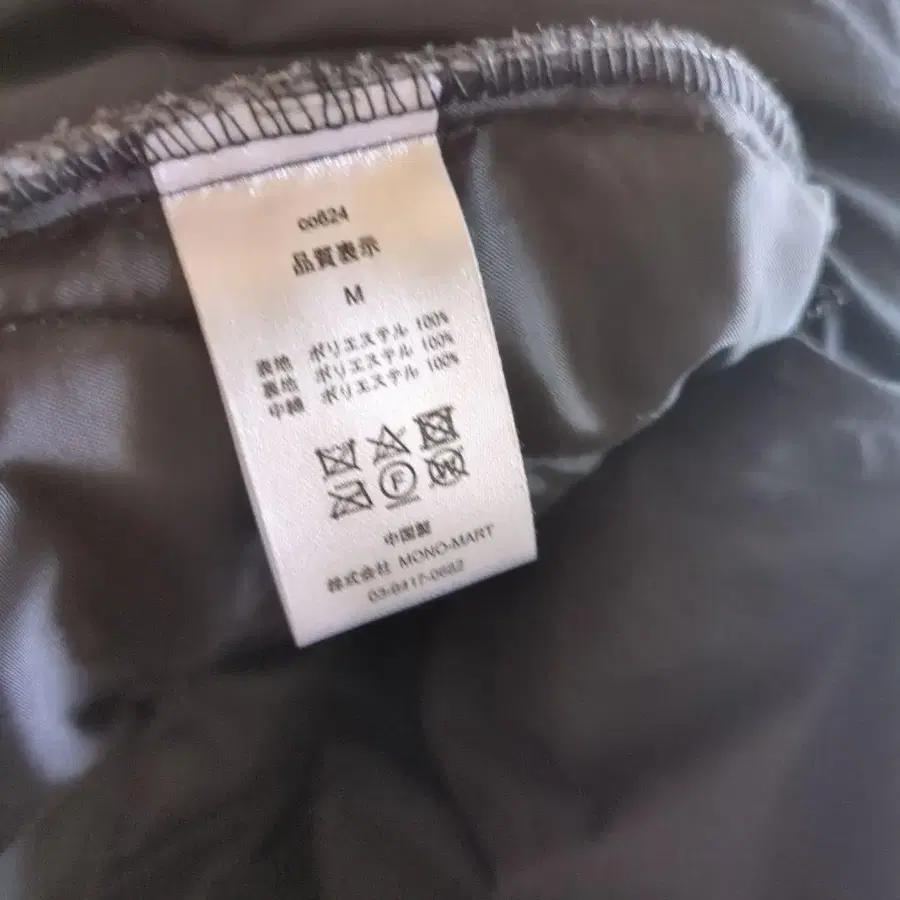 co824
品質表示
M
表地 ポリエステル 100%
裏地 ポリエステル 100%
中綿 ポリエステル 100%
F
W
中国製
株式会社 MONO-MART
03-6417-0682